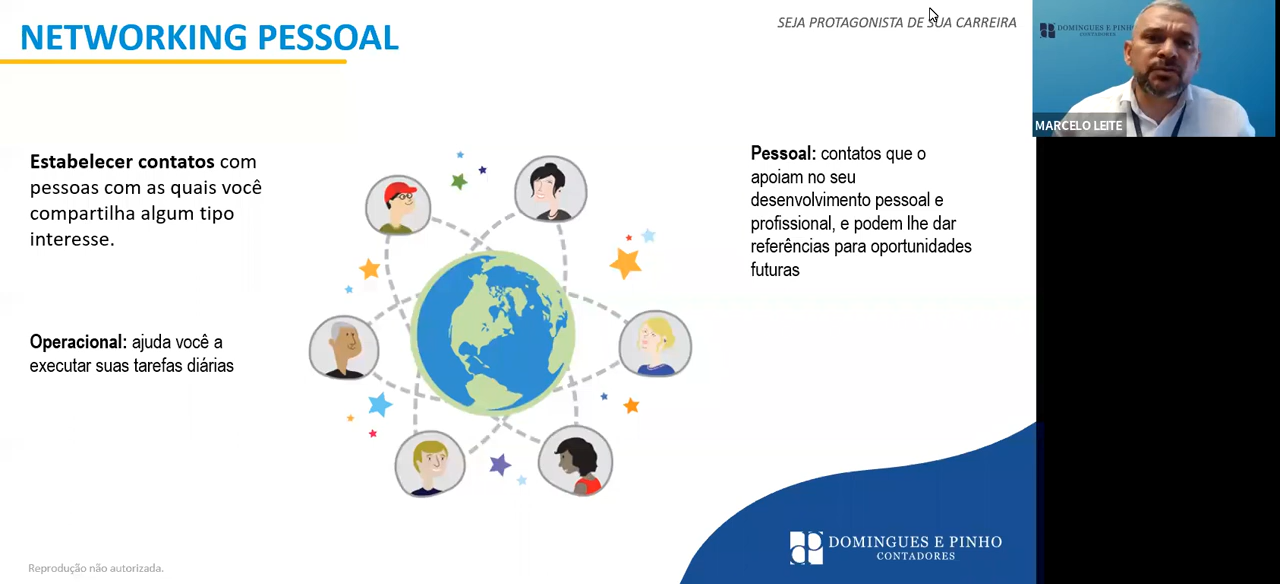 NETWORKING PESSOAL
SEJA PROTAGONISTA DE SUA CARREIRA
DOMINGUES E PINHO
CONTADORES
MARCELO LEITE
Estabelecer contatos com
pessoas com as quais você
compartilha algum tipo
interesse.
Operacional: ajuda você a
executar suas tarefas diárias
Pessoal: contatos que o
apoiam no seu
desenvolvimento pessoal e
profissional, e podem lhe dar
referências para oportunidades
futuras
DOMINGUES E PINHO
CONTADORES
Reprodução não autorizada.